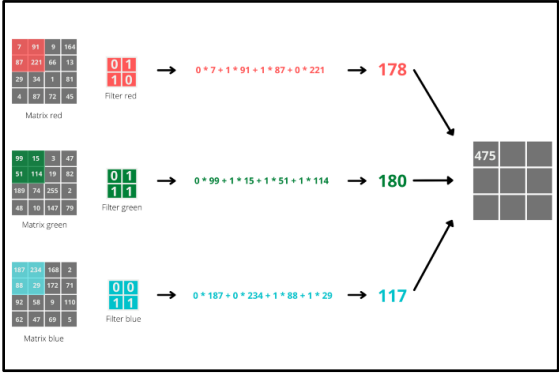 7 91 9 164
87 221 66 13
29 34 1 81
4 87 72 45
Matrix red
0 1
1 0
Filter red
0 * 7 + 1 * 91 + 1 * 87 + 0 * 221
178
99 15 3 47
51 114 19 82
189 74 255 2
48 10 147 79
Matrix green
0 1
1 1
Filter green
0 * 99 + 1 * 15 + 1 * 51 + 1 * 114
180
475
187 234 168 2
88 29 172 71
92 58 9 110
62 47 69 5
Matrix blue
0 0
1 1
Filter blue
0 * 187 + 0 * 234 + 1 * 88 + 1 * 29
117